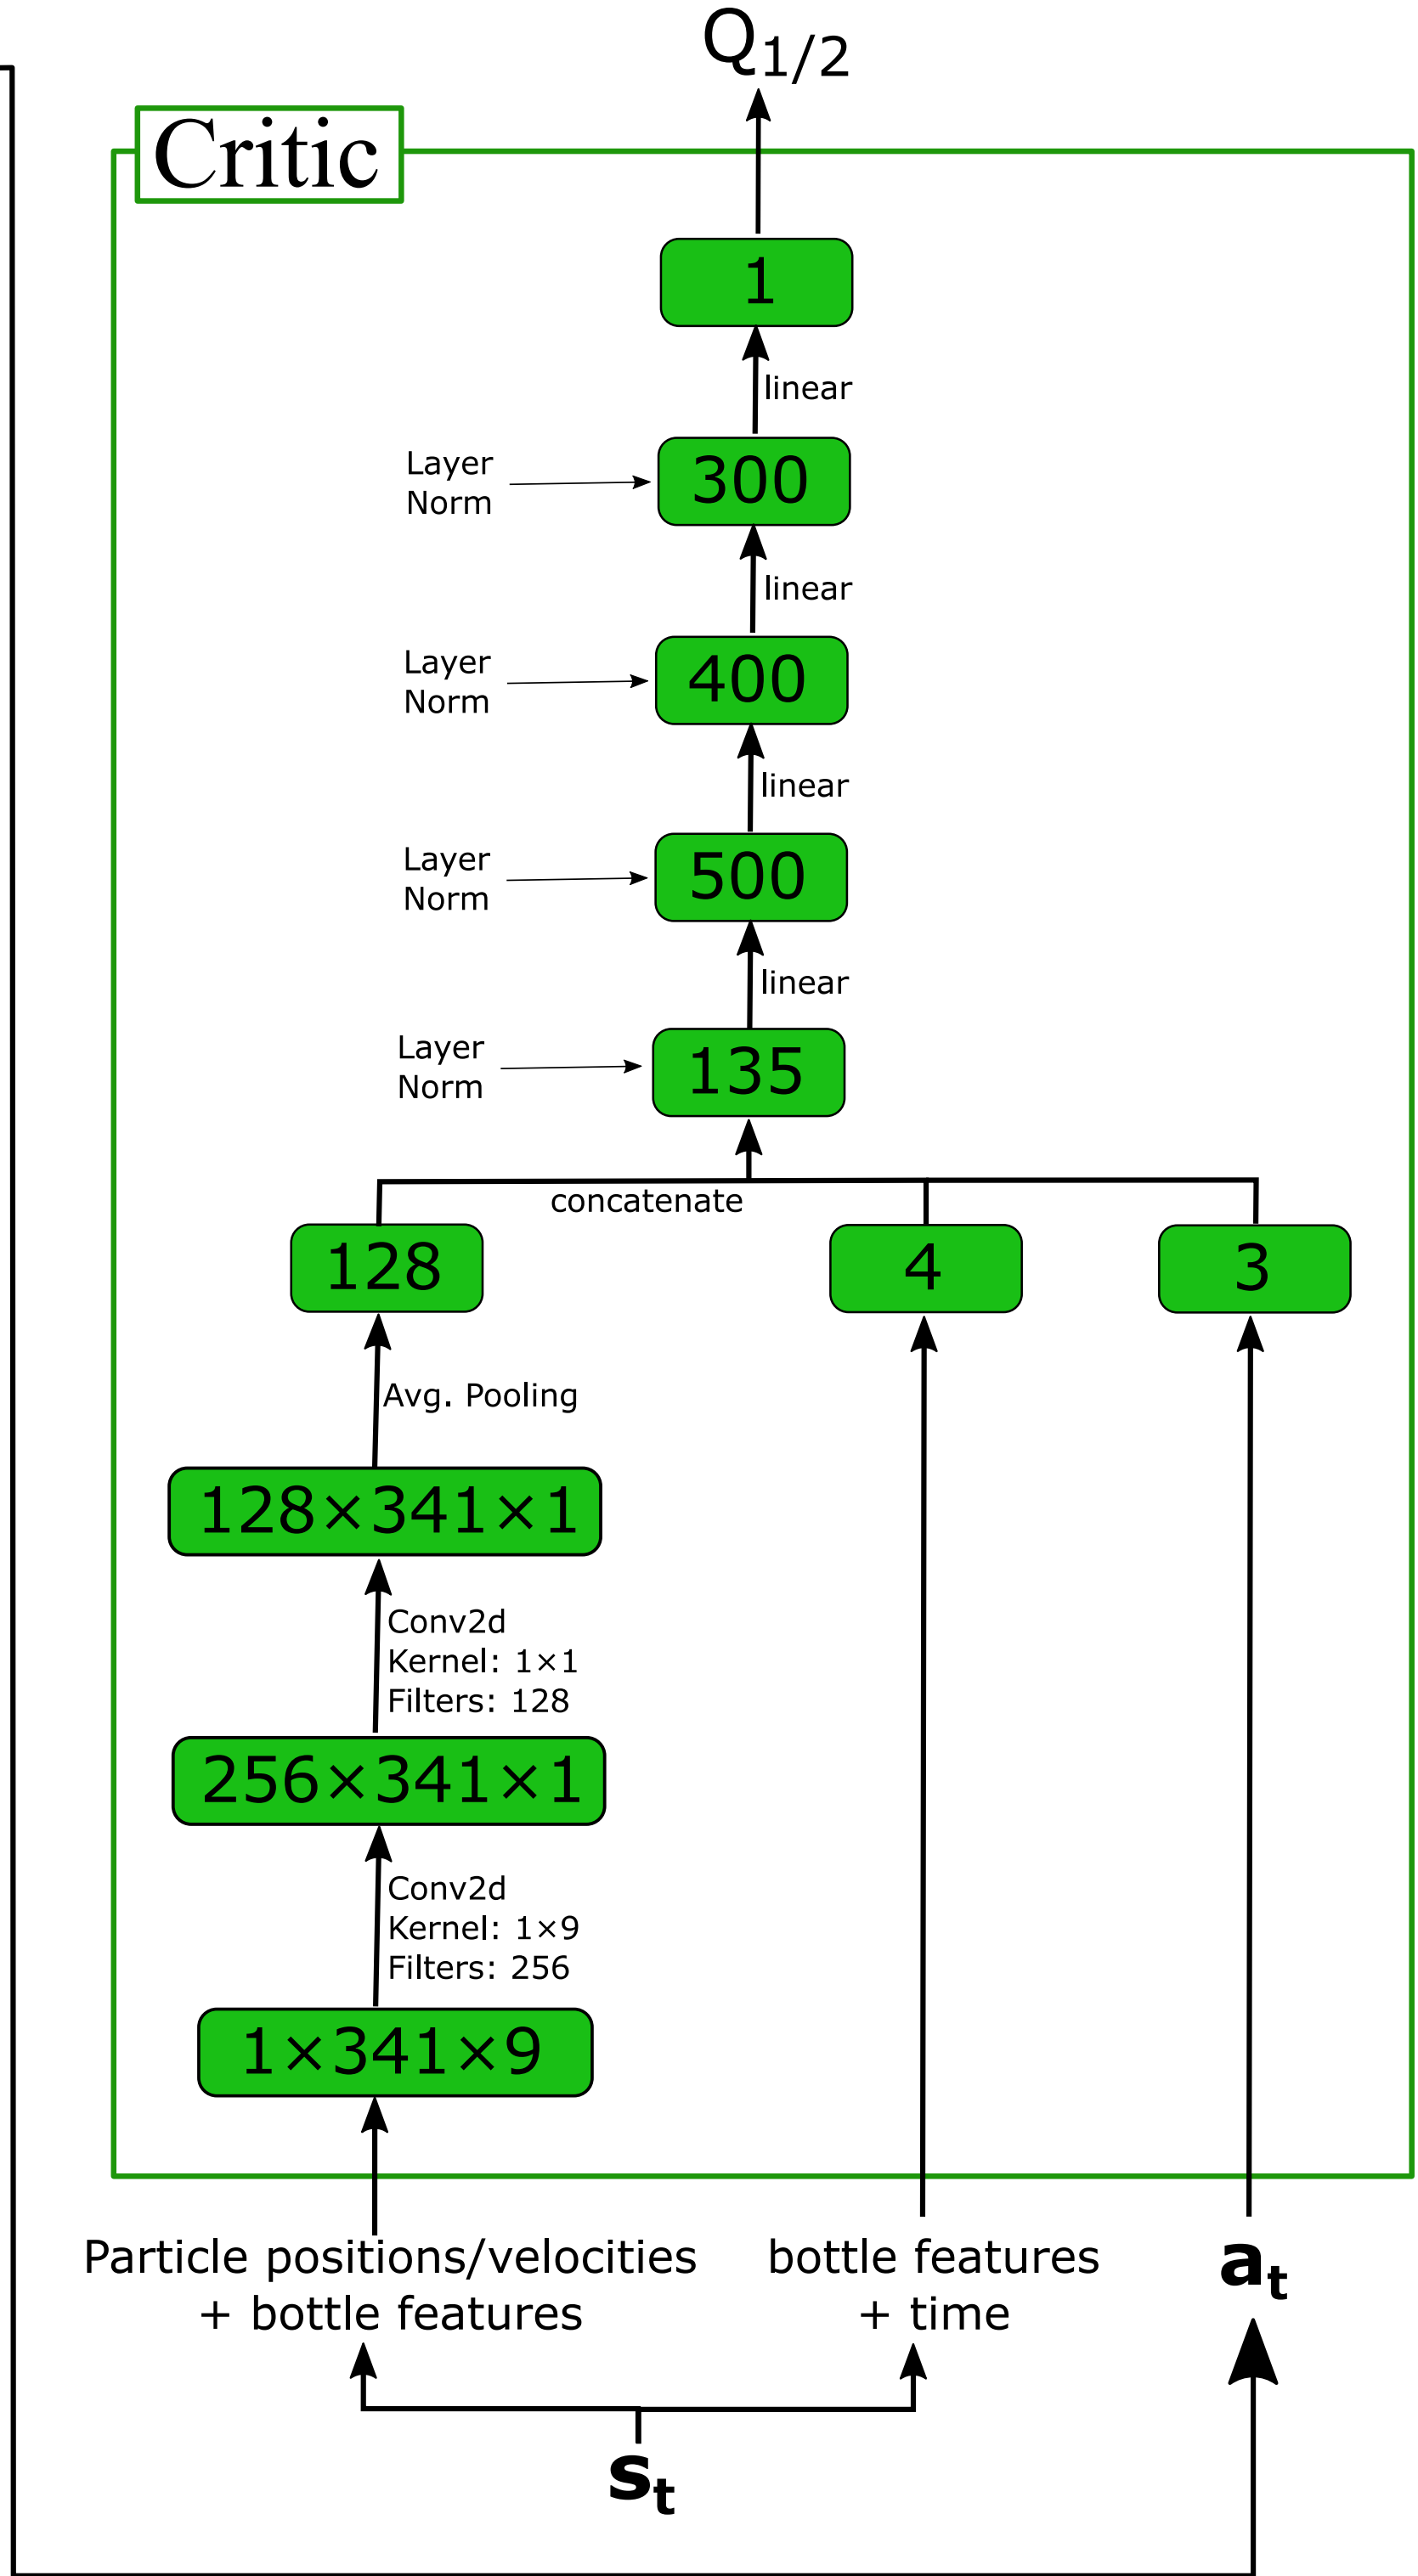 Q1/2
Critic
1
linear
Layer
Norm
300
linear
Layer
Norm
400
linear
Layer
Norm
500
linear
Layer
Norm
135
concatenate
128
4
3
Avg. Pooling
128×341×1
Conv2d
Kernel: 1×1
Filters: 128
256×341×1
Conv2d
Kernel: 1×9
Filters: 256
1×341×9
Particle positions/velocities
+ bottle features
bottle features
+ time
at
st